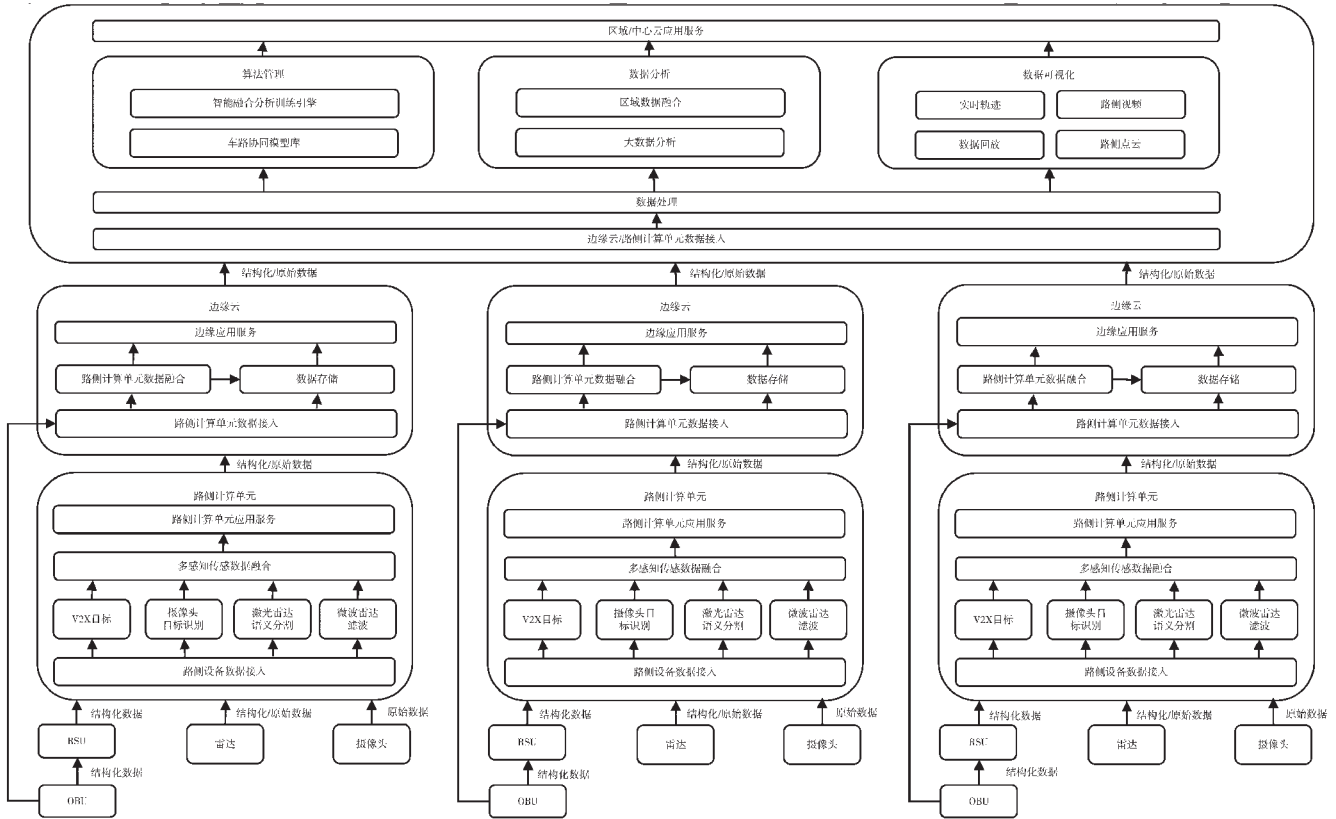 区域/中心云应用服务
算法管理
智能融合分析训练引擎
车路协同模型库
数据分析
区域数据融合
大数据分析
数据可视化
实时轨迹
路侧视频
数据回放
路侧点云
数据处理
边缘云/路侧计算单元数据接入
结构化/原始数据
结构化/原始数据
结构化/原始数据
边缘云
边缘应用服务
路侧计算单元数据融合
数据存储
路侧计算单元数据接入
边缘云
边缘应用服务
路侧计算单元数据融合
数据存储
路侧计算单元数据接入
边缘云
边缘应用服务
路侧计算单元数据融合
数据存储
路侧计算单元数据接入
结构化/原始数据
结构化/原始数据
结构化/原始数据
路侧计算单元
路侧计算单元应用服务
多感知传感数据融合
V2X目标
摄像头
目标识别
激光雷达
语义分割
微波雷达
滤波
路侧设备数据接入
路侧计算单元
路侧计算单元应用服务
多感知传感数据融合
V2X目标
摄像头目
标识别
激光雷达
语义分割
微波雷达
滤波
路侧设备数据接入
路侧计算单元
路侧计算单元应用服务
多感知传感数据融合
V2X目标
摄像头目
标识别
激光雷达
语义分割
微波雷达
滤波
路侧设备数据接入
结构化数据
结构化/原始数据
原始数据
RSU
雷达
摄像头
结构化数据
OBU
结构化数据
结构化/原始数据
原始数据
RSU
雷达
摄像头
结构化数据
OBU
结构化数据
结构化/原始数据
原始数据
RSU
雷达
摄像头
结构化数据
OBU